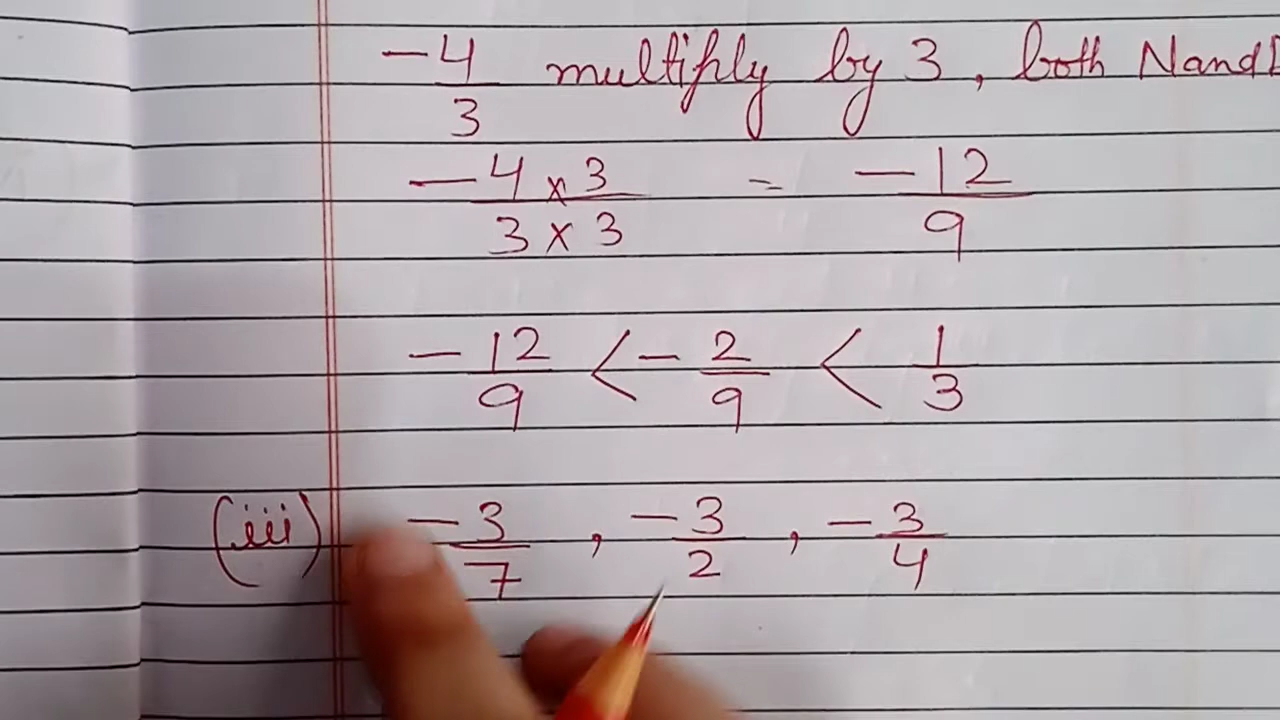 -4/3 multiply by 3, both N and D
-4 × 3 / 3 × 3 = -12/9
-12/9 < -2/9 < 1/3
(iii) -3/7, -3/2, -3/4